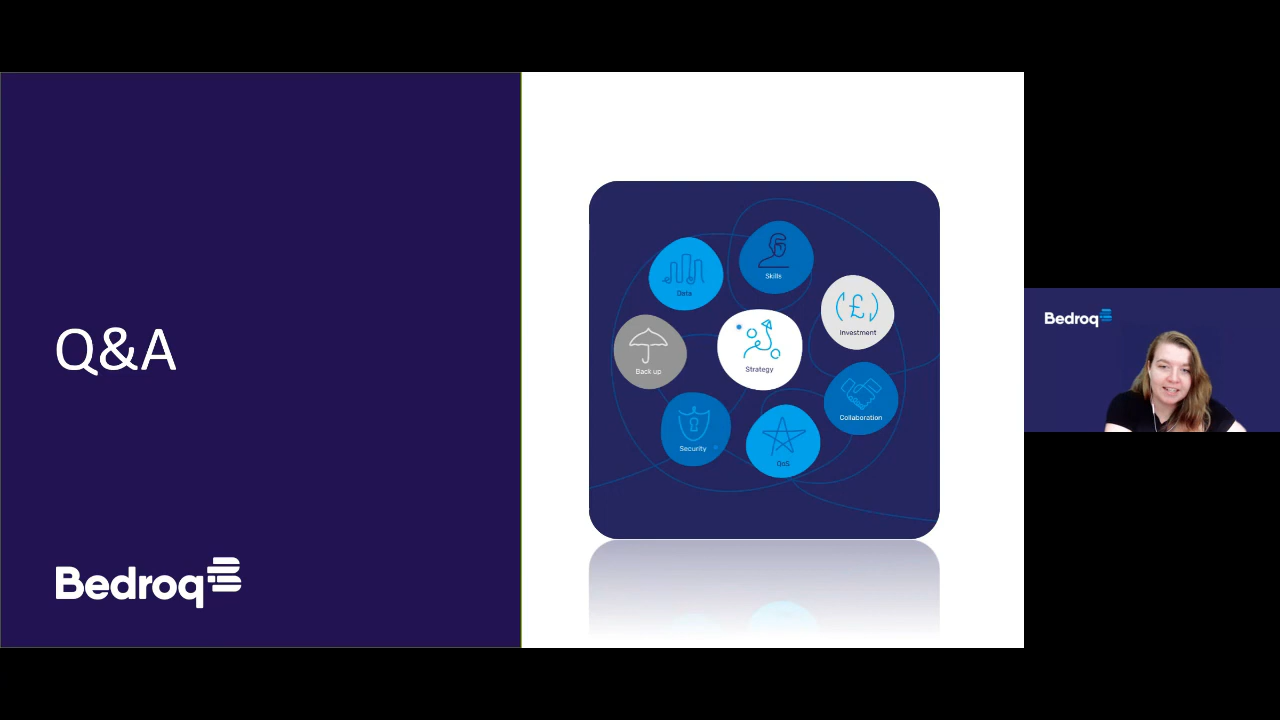 Q&A
Bedroq
Skills
Data
Investment
Back up
Strategy
Collaboration
Security
QoS
Bedroq